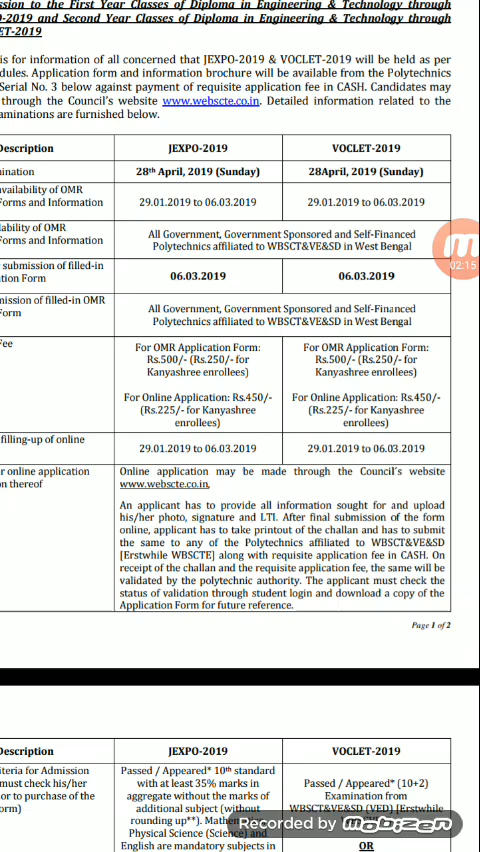 ssion to the First Year Classes of Diploma in Engineering & Technology through
O-2019 and Second Year Classes of Diploma in Engineering & Technology through
ET-2019
is for information of all concerned that JEXPO-2019 & VOCLET-2019 will be held as per
dules. Application form and information brochure will be available from the Polytechnics
Serial No. 3 below against payment of requisite application fee in CASH. Candidates may
through the Council's website www.webscte.co.in. Detailed information related to the
aminations are furnished below.
Description JEXPO-2019 VOCLET-2019
ination 28th April, 2019 (Sunday) 28April, 2019 (Sunday)
availability of OMR
Forms and Information 29.01.2019 to 06.03.2019 29.01.2019 to 06.03.2019
lability of OMR
Forms and Information
All Government, Government Sponsored and Self-Financed
Polytechnics affiliated to WBSCT&VE&SD in West Bengal
02:15
submission of filled-in
tion Form 06.03.2019 06.03.2019
mission of filled-in OMR
Form
All Government, Government Sponsored and Self-Financed
Polytechnics affiliated to WBSCT&VE&SD in West Bengal
Fee
For OMR Application Form:
Rs.500/- (Rs.250/- for
Kanyashree enrollees)
For Online Application: Rs.450/-
(Rs.225/- for Kanyashree
enrollees)
For OMR Application Form:
Rs.500/- (Rs.250/- for
Kanyashree enrollees)
For Online Application: Rs.450/-
(Rs.225/- for Kanyashree
enrollees)
filling-up of online 29.01.2019 to 06.03.2019 29.01.2019 to 06.03.2019
r online application
on thereof
Online application may be made through the Council's website
www.webscte.co.in.
An applicant has to provide all information sought for and upload
his/her photo, signature and LTI. After final submission of the form
online, applicant has to take printout of the challan and has to submit
the same to any of the Polytechnics affiliated to WBSCT&VE&SD
[Erstwhile WBSCTE] along with requisite application fee in CASH. On
receipt of the challan and the requisite application fee, the same will be
validated by the polytechnic authority. The applicant must check the
status of validation through student login and download a copy of the
Application Form for future reference.
Page 1 of 2
Description JEXPO-2019 VOCLET-2019
iteria for Admission
must check his/her
ior to purchase of the
orm)
Passed / Appeared* 10th standard
with at least 35% marks in
aggregate without the marks of
additional subject (without
rounding up**).
Physical Science (Science) and
English are mandatory subjects in
Passed / Appeared* (10+2)
Examination from
WBSCT&VE&SD (VED) [Erstwhile
OR
Recorded by mobizen